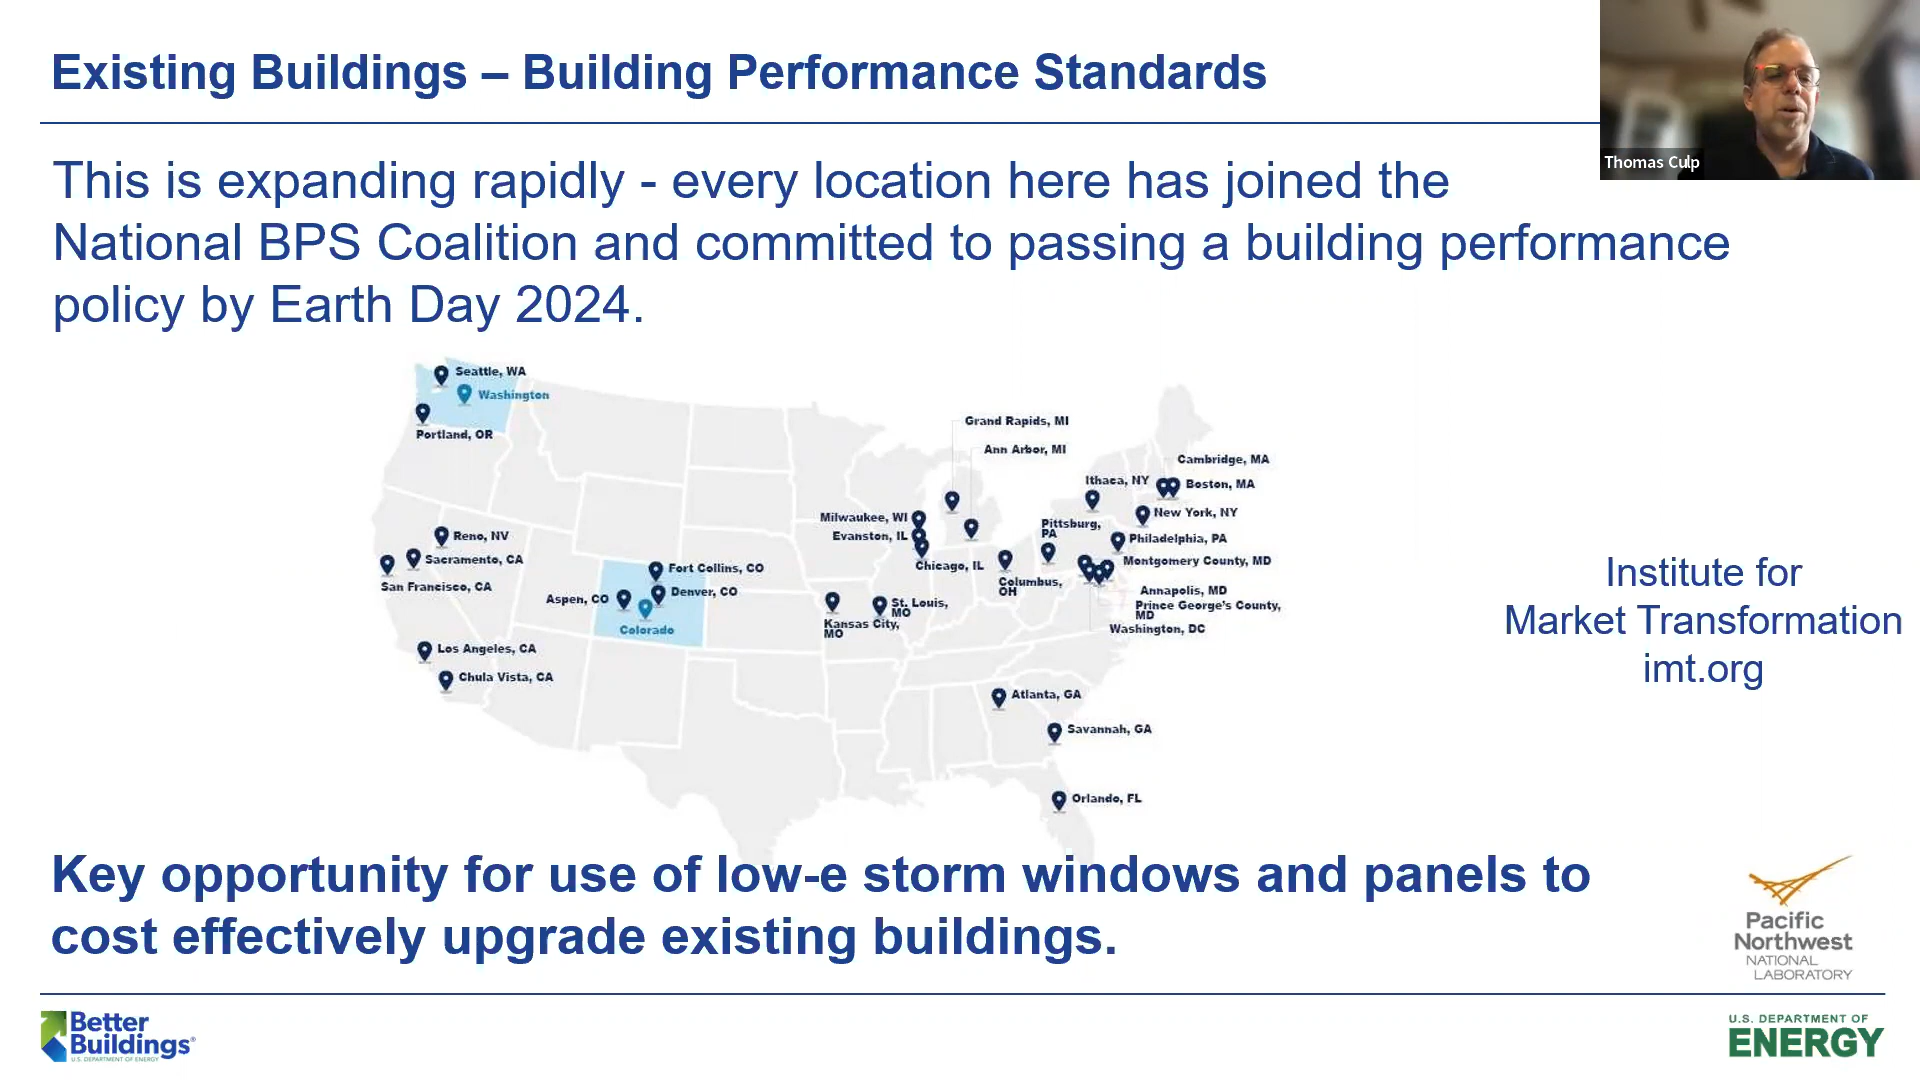 Existing Buildings – Building Performance Standards
Thomas Culp
This is expanding rapidly - every location here has joined the
National BPS Coalition and committed to passing a building performance
policy by Earth Day 2024.
Seattle, WA
Washington
Portland, OR
Grand Rapids, MI
Ann Arbor, MI
Cambridge, MA
Ithaca, NY
Boston, MA
Milwaukee, WI
New York, NY
Pittsburg,
PA
Evanston, IL
Reno, NV
Philadelphia, PA
Sacramento, CA
Chicago, IL
Montgomery County, MD
Fort Collins, CO
San Francisco, CA
Columbus,
OH
Annapolis, MD
Aspen, CO
Denver, CO
St. Louis,
MO
Prince George's County,
MD
Kansas City,
MO
Colorado
Washington, DC
Los Angeles, CA
Chula Vista, CA
Atlanta, GA
Savannah, GA
Orlando, FL
Institute for
Market Transformation
imt.org
Key opportunity for use of low-e storm windows and panels to
cost effectively upgrade existing buildings.
Pacific
Northwest
NATIONAL
LABORATORY
Better
Buildings®
U.S. DEPARTMENT OF ENERGY
U.S. DEPARTMENT OF
ENERGY